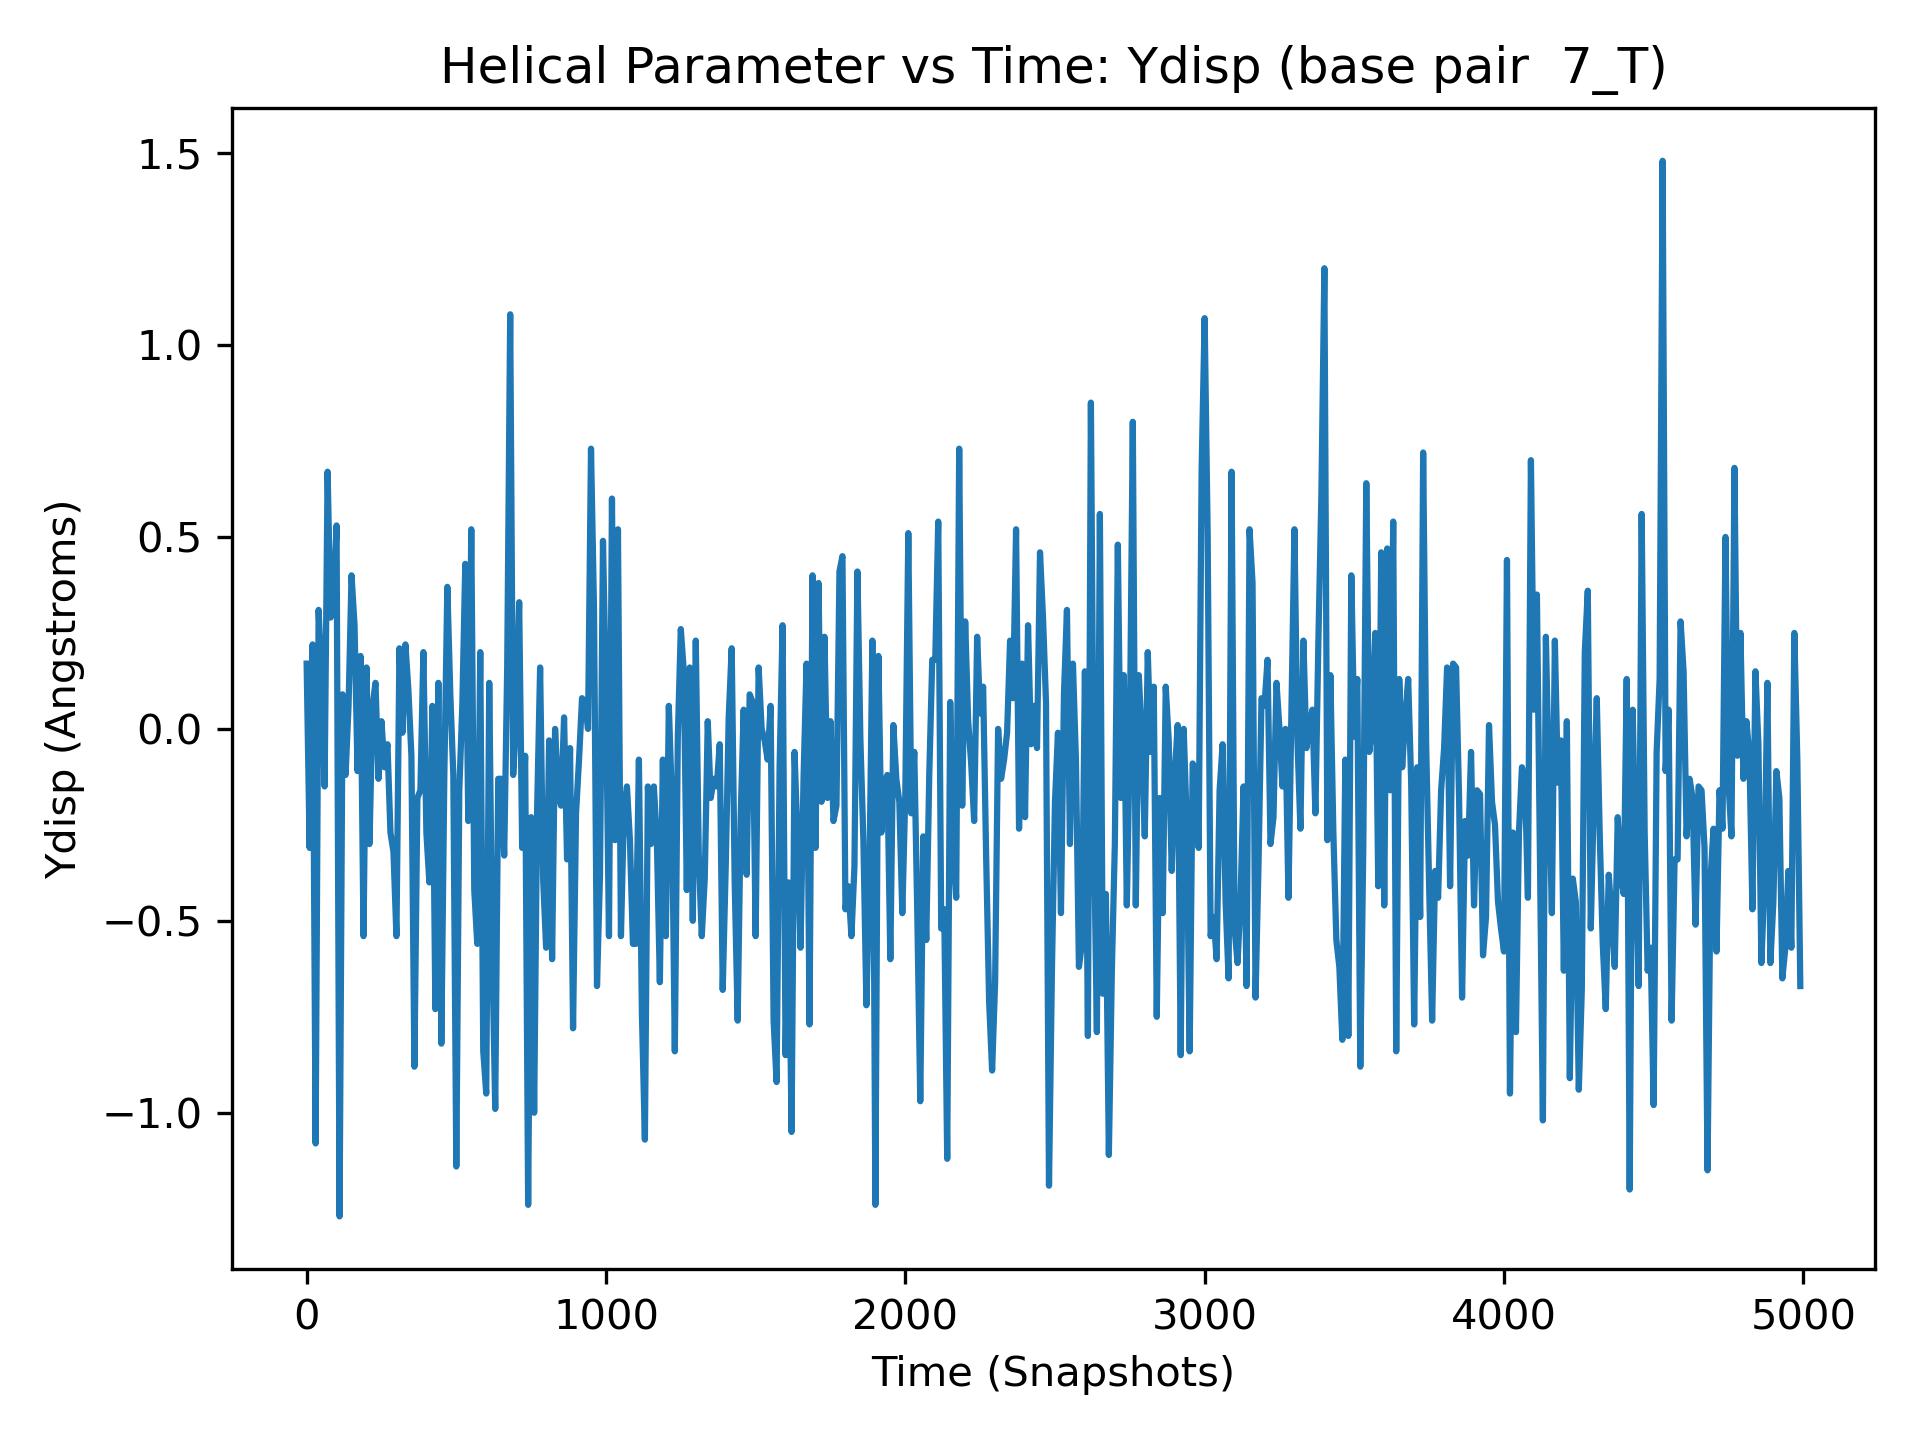 Helical Parameter vs Time: Ydisp (base pair  7_T)
1.5
1.0
0.5
0.0
−0.5
−1.0
Ydisp (Angstroms)
0 1000 2000 3000 4000 5000
Time (Snapshots)